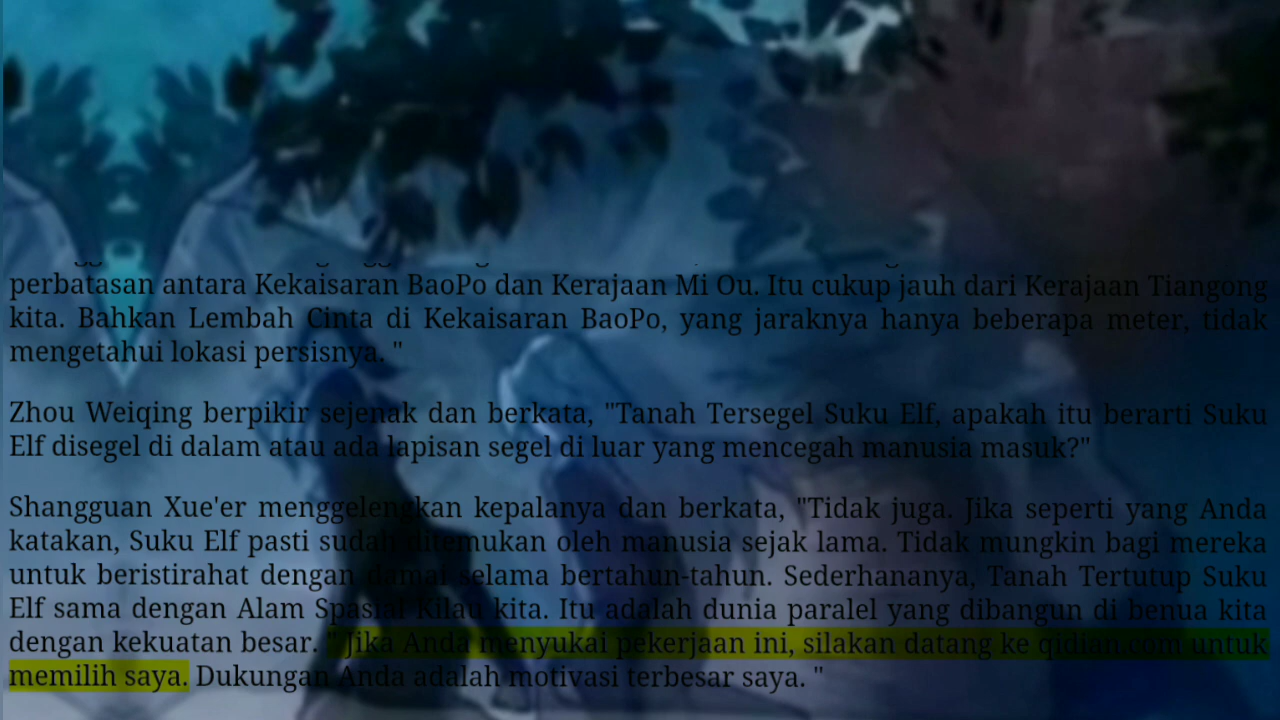 perbatasan antara Kekaisaran BaoPo dan Kerajaan Mi Ou. Itu cukup jauh dari Kerajaan Tiangong
kita. Bahkan Lembah Cinta di Kekaisaran BaoPo, yang jaraknya hanya beberapa meter, tidak
mengetahui lokasi persisnya. "
Zhou Weiqing berpikir sejenak dan berkata, "Tanah Tersegel Suku Elf, apakah itu berarti Suku
Elf disegel di dalam atau ada lapisan segel di luar yang mencegah manusia masuk?"
Shangguan Xue'er menggelengkan kepalanya dan berkata, "Tidak juga. Jika seperti yang Anda
katakan, Suku Elf pasti sudah ditemukan oleh manusia sejak lama. Tidak mungkin bagi mereka
untuk beristirahat dengan damai selama bertahun-tahun. Sederhananya, Tanah Tertutup Suku
Elf sama dengan Alam Spasial Kilau kita. Itu adalah dunia paralel yang dibangun di benua kita
dengan kekuatan besar. " Jika Anda menyukai pekerjaan ini, silakan datang ke qidian.com untuk
memilih saya. Dukungan Anda adalah motivasi terbesar saya. "